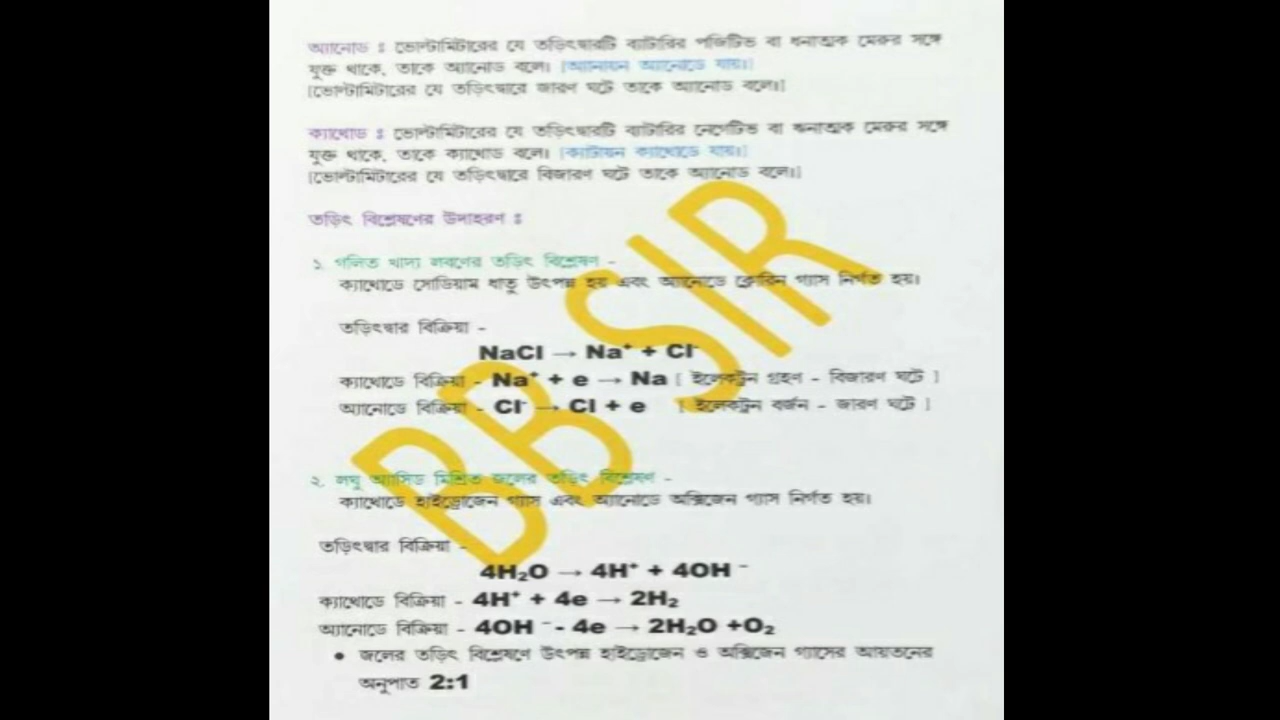 অ্যানোড ঃ ভোল্টামিটারের যে তড়িৎদ্বারটি ব্যাটারির পজিটিভ বা ধনাত্মক মেরুর সঙ্গে
যুক্ত থাকে, তাকে অ্যানোড বলে। [অ্যানায়ন অ্যানোডে যায়।]
[ভোল্টামিটারের যে তড়িৎদ্বারে জারণ ঘটে তাকে অ্যানোড বলে।]
ক্যাথোড ঃ ভোল্টামিটারের যে তড়িৎদ্বারটি ব্যাটারির নেগেটিভ বা ঋনাত্মক মেরুর সঙ্গে
যুক্ত থাকে, তাকে ক্যাথোড বলে। [ক্যাটায়ন ক্যাথোডে যায়।]
[ভোল্টামিটারের যে তড়িৎদ্বারে বিজারণ ঘটে তাকে অ্যানোড বলে।]
তড়িৎ বিশ্লেষণের উদাহরণ ঃ
১. গলিত খাদ্য লবণের তড়িৎ বিশ্লেষণ -
ক্যাথোডে সোডিয়াম ধাতু উৎপন্ন হয় এবং অ্যানোডে ক্লোরিন গ্যাস নির্গত হয়।
তড়িৎদ্বার বিক্রিয়া -
NaCl → Na⁺ + Cl⁻
ক্যাথোডে বিক্রিয়া - Na⁺ + e → Na [ ইলেকট্রন গ্রহণ - বিজারণ ঘটে ]
অ্যানোডে বিক্রিয়া - Cl⁻ → Cl + e [ ইলেকট্রন বর্জন - জারণ ঘটে ]
২. লঘু অ্যাসিড মিশ্রিত জলের তড়িৎ বিশ্লেষণ -
ক্যাথোডে হাইড্রোজেন গ্যাস এবং অ্যানোডে অক্সিজেন গ্যাস নির্গত হয়।
তড়িৎদ্বার বিক্রিয়া -
4H₂O → 4H⁺ + 4OH ⁻
ক্যাথোডে বিক্রিয়া - 4H⁺ + 4e → 2H₂
অ্যানোডে বিক্রিয়া - 4OH ⁻ - 4e → 2H₂O +O₂
• জলের তড়িৎ বিশ্লেষণে উৎপন্ন হাইড্রোজেন ও অক্সিজেন গ্যাসের আয়তনের
অনুপাত 2:1
BB SIR